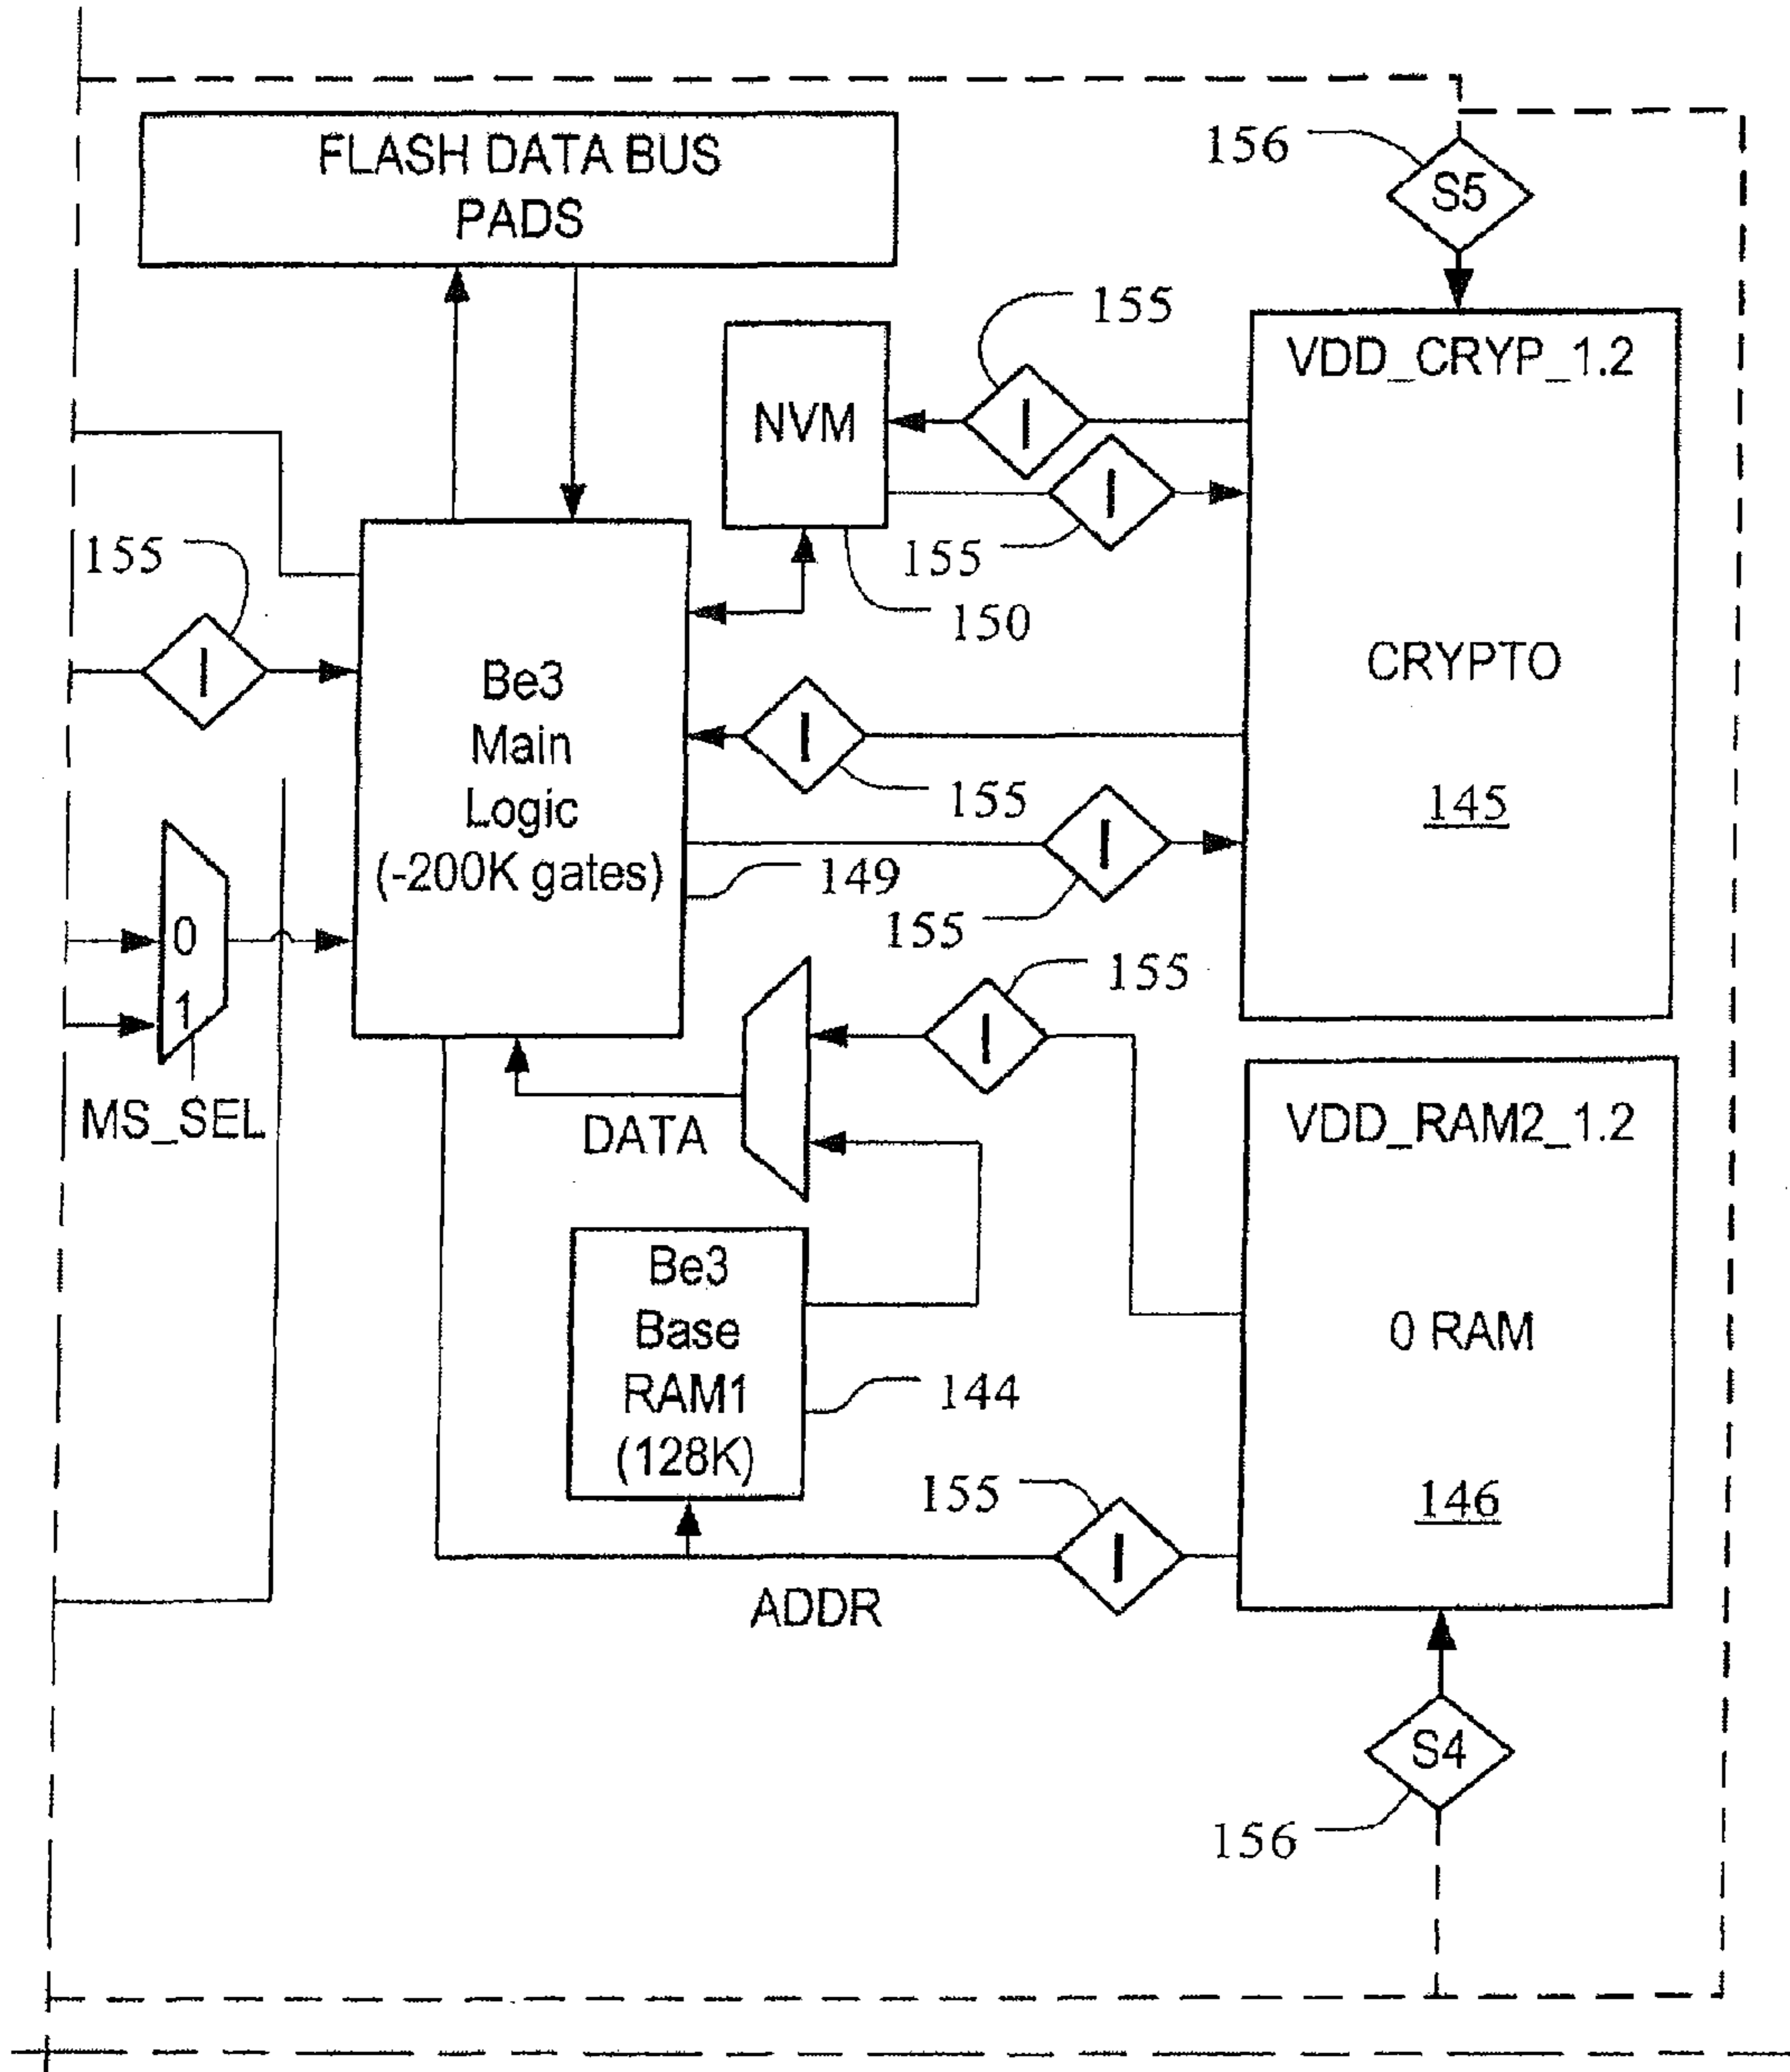 FLASH DATA BUS
PADS
156
S5
155
VDD_CRYP_1.2
NVM
I
I
155
155
150
I
Be3
Main
Logic
(-200K gates)
I
CRYPTO
155
145
I
149
155
0
1
155
I
MS_SEL
DATA
VDD_RAM2_1.2
Be3
Base
RAM1
(128K)
0 RAM
144
155
146
I
ADDR
S4
156